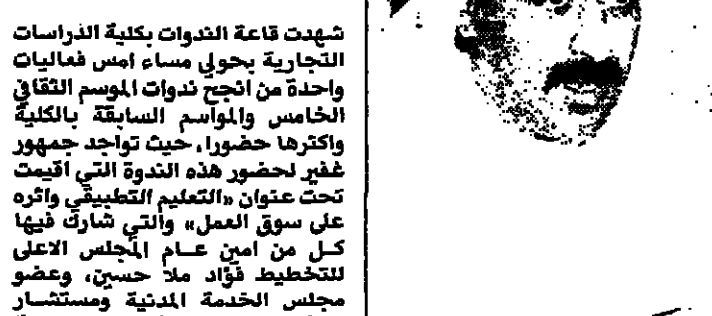 شهدت قاعة الندوات بكلية الدراسات
التجارية بحولي مساء امس فعاليات
واحدة من انجح ندوات الموسم الثقافي
الخامس والمواسم السابقة بالكلية
واكثرها حضورا، حيث تواجد جمهور
غفير لحضور هذه الندوة التي اقيمت
تحت عنوان «التعليم التطبيقي واثره
على سوق العمل» والتي شارك فيها
كل من امين عام المجلس الاعلى
للتخطيط فؤاد ملا حسين، وعضو
مجلس الخدمة المدنية ومستشار